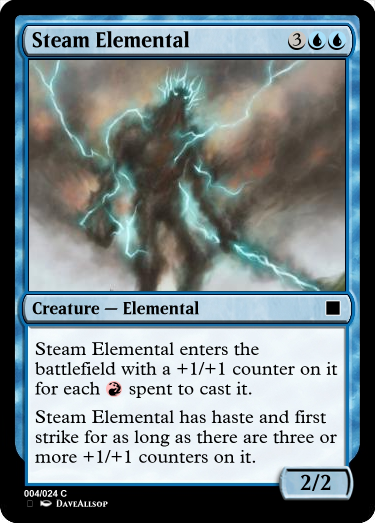 Steam Elemental 3
Creature — Elemental
Steam Elemental enters the
battlefield with a +1/+1 counter on it
for each spent to cast it.
Steam Elemental has haste and first
strike for as long as there are three or
more +1/+1 counters on it.
2/2
004/024 C
DaveAllsop